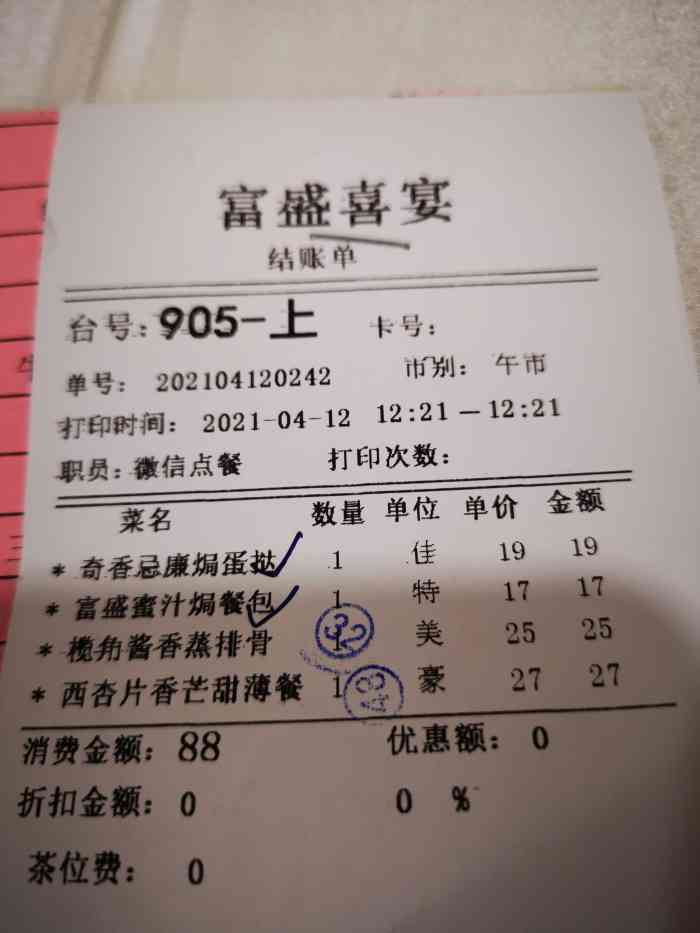 富盛喜宴
结账单
台号：905-上 卡号：
单号： 202104120242 市别： 午市
打印时间： 2021-04-12 12:21 — 12:21
职员：微信点餐 打印次数：
菜名 数量 单位 单价 金额
* 奇香忌廉焗蛋挞 1 佳 19 19
* 富盛蜜汁焗餐包 1 特 17 17
* 榄角酱香蒸排骨 1 美 25 25
32
* 西杏片香芒甜薄餐 1 豪 27 27
48
消费金额：88 优惠额：0
折扣金额：0 0 %
茶位费： 0